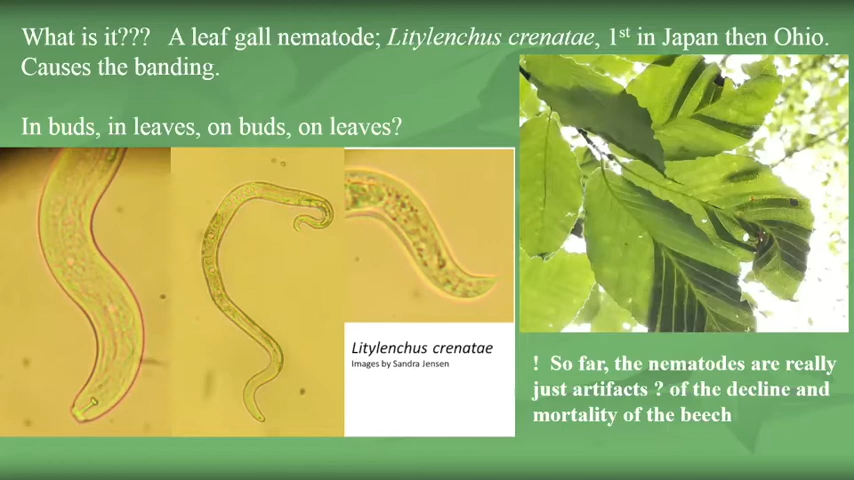 What is it???   A leaf gall nematode; Litylenchus crenatae, 1st in Japan then Ohio.
Causes the banding.
In buds, in leaves, on buds, on leaves?
Litylenchus crenatae
Images by Sandra Jensen
! So far, the nematodes are really
just artifacts ? of the decline and
mortality of the beech